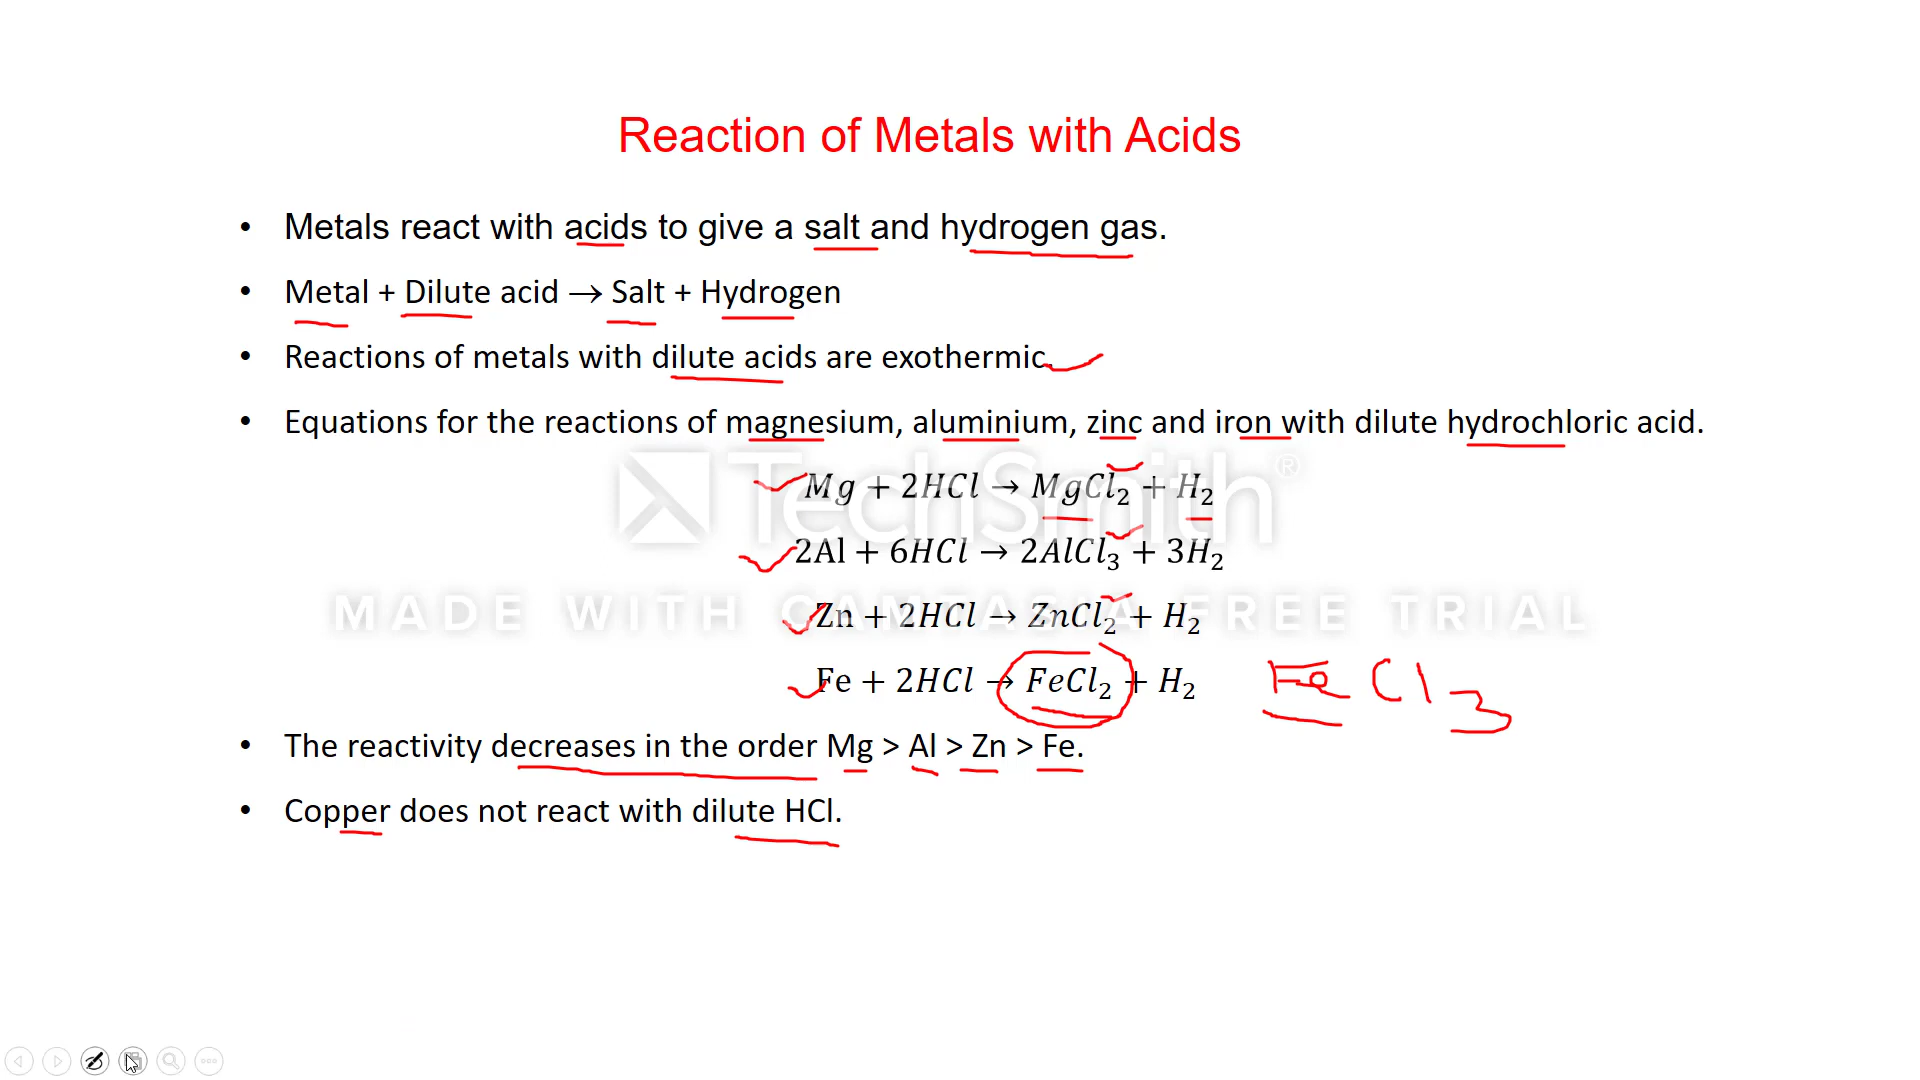 Reaction of Metals with Acids
• Metals react with acids to give a salt and hydrogen gas.
• Metal + Dilute acid → Salt + Hydrogen
• Reactions of metals with dilute acids are exothermic.
• Equations for the reactions of magnesium, aluminium, zinc and iron with dilute hydrochloric acid.
TechSmith®
Mg + 2HCl → MgCl₂ + H₂
2Al + 6HCl → 2AlCl₃ + 3H₂
MADE WITH CAMTASIA FREE TRIAL
Zn + 2HCl → ZnCl₂ + H₂
Fe + 2HCl → FeCl₂ + H₂ FeCl₃
• The reactivity decreases in the order Mg > Al > Zn > Fe.
• Copper does not react with dilute HCl.